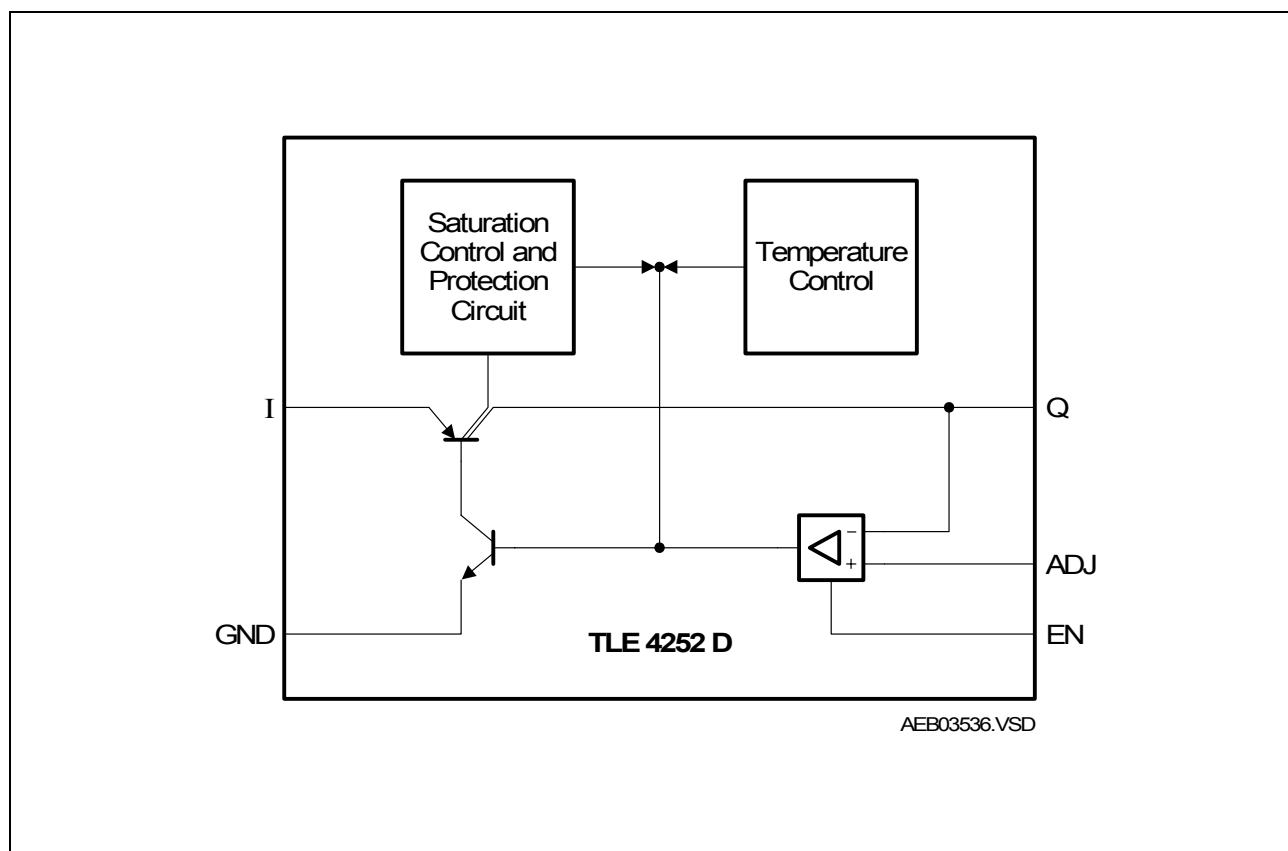 Saturation
Control and
Protection
Circuit
Temperature
Control
I
Q
−
+
ADJ
GND
EN
TLE 4252 D
AEB03536.VSD